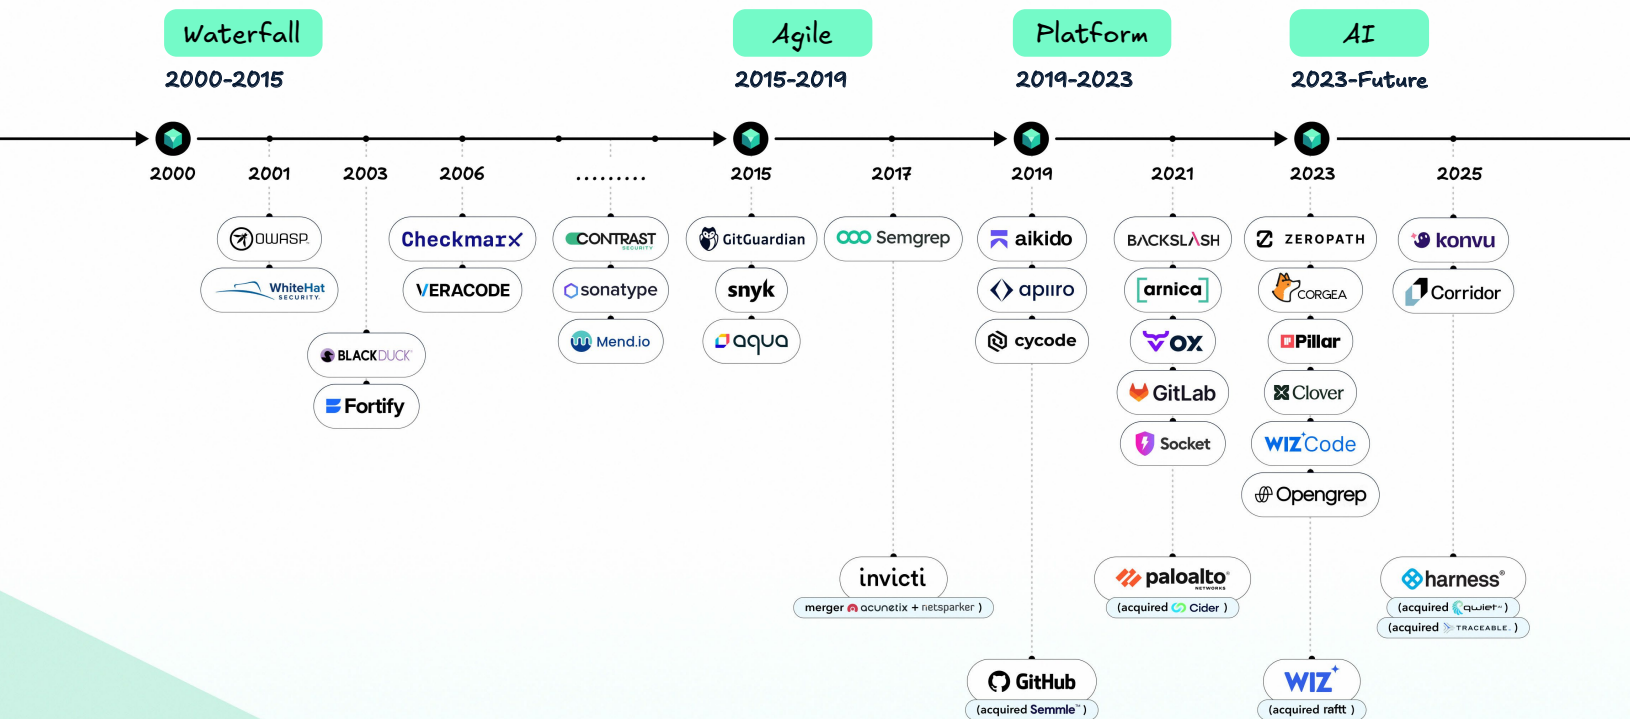 Waterfall Agile Platform AI
2000-2015 2015-2019 2019-2023 2023-Future
2000 2001 2003 2006 ......... 2015 2017 2019 2021 2023 2025
OWASP
WhiteHat
SECURITY.
BLACKDUCK
Fortify
Checkmarx
VERACODE
CONTRAST
SECURITY
sonatype
Mend.io
GitGuardian
snyk
aqua
Semgrep
invicti
merger acunetix + netsparker )
aikido
apiiro
cycode
GitHub
(acquired Semmle™ )
BACKSLASH
[arnica]
OX
GitLab
Socket
paloalto®
NETWORKS
(acquired Cider )
ZEROPATH
CORGEA
Pillar
Clover
WIZ Code
Opengrep
WIZ
(acquired raftt )
konvu
Corridor
harness®
(acquired qwiet™ )
(acquired TRACEABLE. )